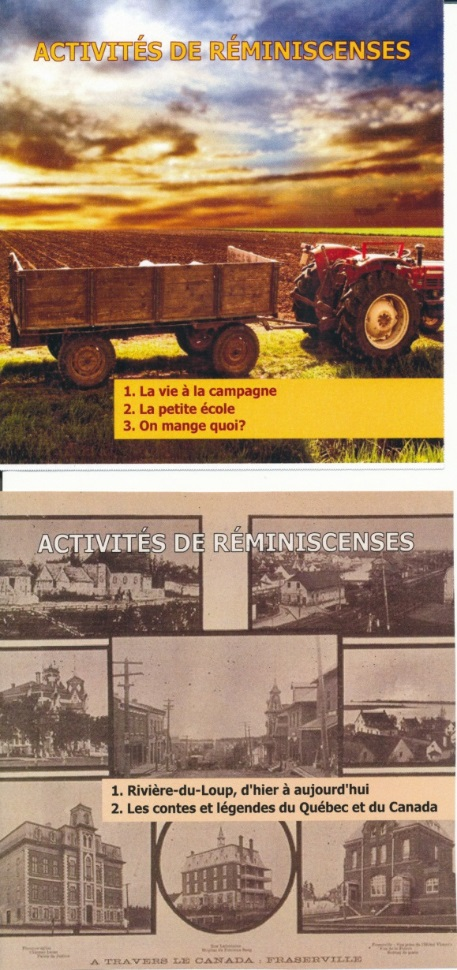 ACTIVITÉS DE RÉMINISCENSES
1. La vie à la campagne
2. La petite école
3. On mange quoi?
ACTIVITÉS DE RÉMINISCENSES
1. Rivière-du-Loup, d'hier à aujourd'hui
2. Les contes et légendes du Québec et du Canada
A TRAVERS LE CANADA : FRASERVILLE